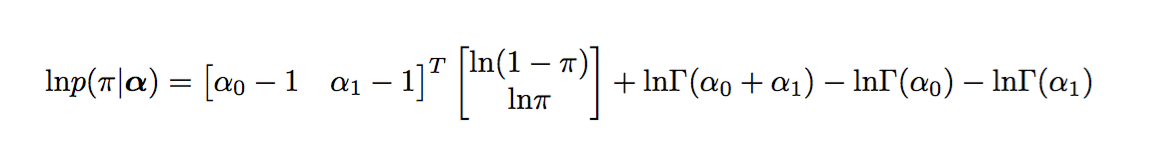 lnp(π|α) = [α₀ − 1 α₁ − 1]ᵀ [ln(1 − π) lnπ] + lnΓ(α₀ + α₁) − lnΓ(α₀) − lnΓ(α₁)